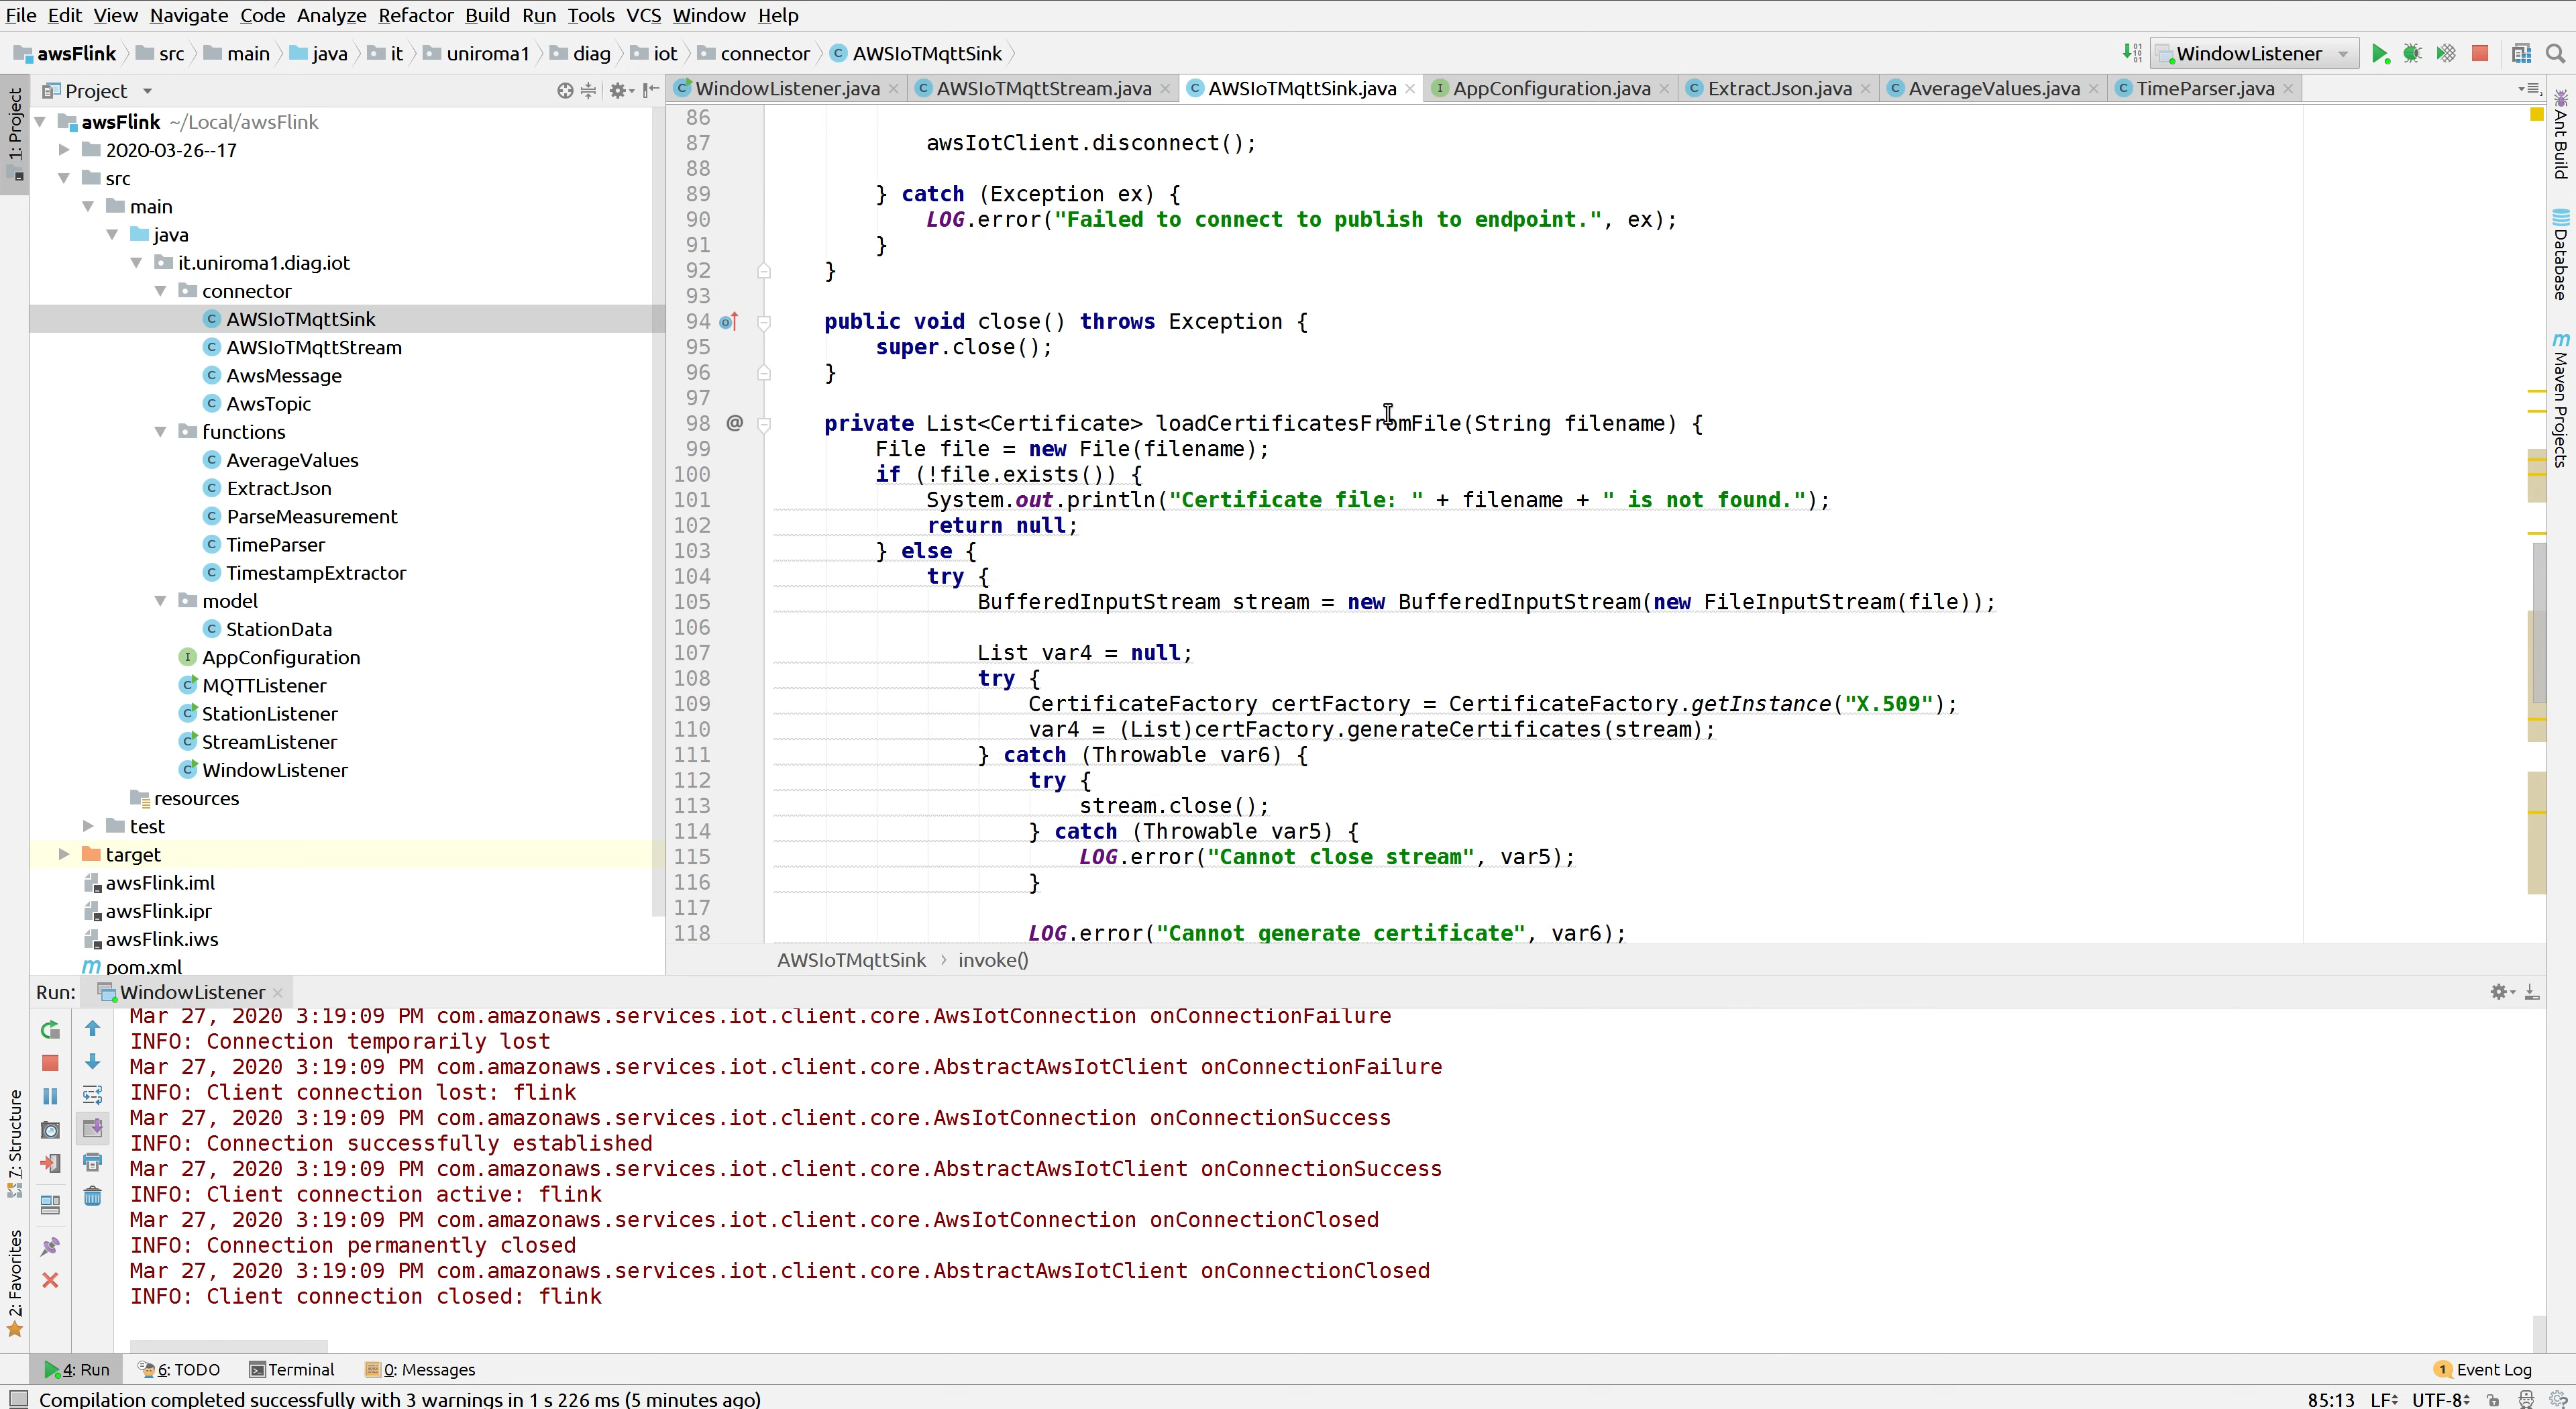 File Edit View Navigate Code Analyze Refactor Build Run Tools VCS Window Help
awsFlink src main java it uniroma1 diag iot connector AWSIoTMqttSink WindowListener
1: Project
Project
WindowListener.java AWSIoTMqttStream.java AWSIoTMqttSink.java AppConfiguration.java ExtractJson.java AverageValues.java TimeParser.java
awsFlink ~/Local/awsFlink
2020-03-26--17
src
main
java
it.uniroma1.diag.iot
connector
AWSIoTMqttSink
AWSIoTMqttStream
AwsMessage
AwsTopic
functions
AverageValues
ExtractJson
ParseMeasurement
TimeParser
TimestampExtractor
model
StationData
AppConfiguration
MQTTListener
StationListener
StreamListener
WindowListener
resources
test
target
awsFlink.iml
awsFlink.ipr
awsFlink.iws
pom.xml
86
87 awsIotClient.disconnect();
88
89 } catch (Exception ex) {
90 LOG.error("Failed to connect to publish to endpoint.", ex);
91 }
92 }
93
94 public void close() throws Exception {
95 super.close();
96 }
97
98 @ private List<Certificate> loadCertificatesFromFile(String filename) {
99 File file = new File(filename);
100 if (!file.exists()) {
101 System.out.println("Certificate file: " + filename + " is not found.");
102 return null;
103 } else {
104 try {
105 BufferedInputStream stream = new BufferedInputStream(new FileInputStream(file));
106
107 List var4 = null;
108 try {
109 CertificateFactory certFactory = CertificateFactory.getInstance("X.509");
110 var4 = (List)certFactory.generateCertificates(stream);
111 } catch (Throwable var6) {
112 try {
113 stream.close();
114 } catch (Throwable var5) {
115 LOG.error("Cannot close stream", var5);
116 }
117
118 LOG.error("Cannot generate certificate", var6);
AWSIoTMqttSink › invoke()
Ant Build
Database
Maven Projects
Run: WindowListener
Mar 27, 2020 3:19:09 PM com.amazonaws.services.iot.client.core.AwsIotConnection onConnectionFailure
INFO: Connection temporarily lost
Mar 27, 2020 3:19:09 PM com.amazonaws.services.iot.client.core.AbstractAwsIotClient onConnectionFailure
INFO: Client connection lost: flink
Mar 27, 2020 3:19:09 PM com.amazonaws.services.iot.client.core.AwsIotConnection onConnectionSuccess
INFO: Connection successfully established
Mar 27, 2020 3:19:09 PM com.amazonaws.services.iot.client.core.AbstractAwsIotClient onConnectionSuccess
INFO: Client connection active: flink
Mar 27, 2020 3:19:09 PM com.amazonaws.services.iot.client.core.AwsIotConnection onConnectionClosed
INFO: Connection permanently closed
Mar 27, 2020 3:19:09 PM com.amazonaws.services.iot.client.core.AbstractAwsIotClient onConnectionClosed
INFO: Client connection closed: flink
7: Structure
2: Favorites
4: Run 6: TODO Terminal 0: Messages 1 Event Log
Compilation completed successfully with 3 warnings in 1 s 226 ms (5 minutes ago) 85:13 LF UTF-8